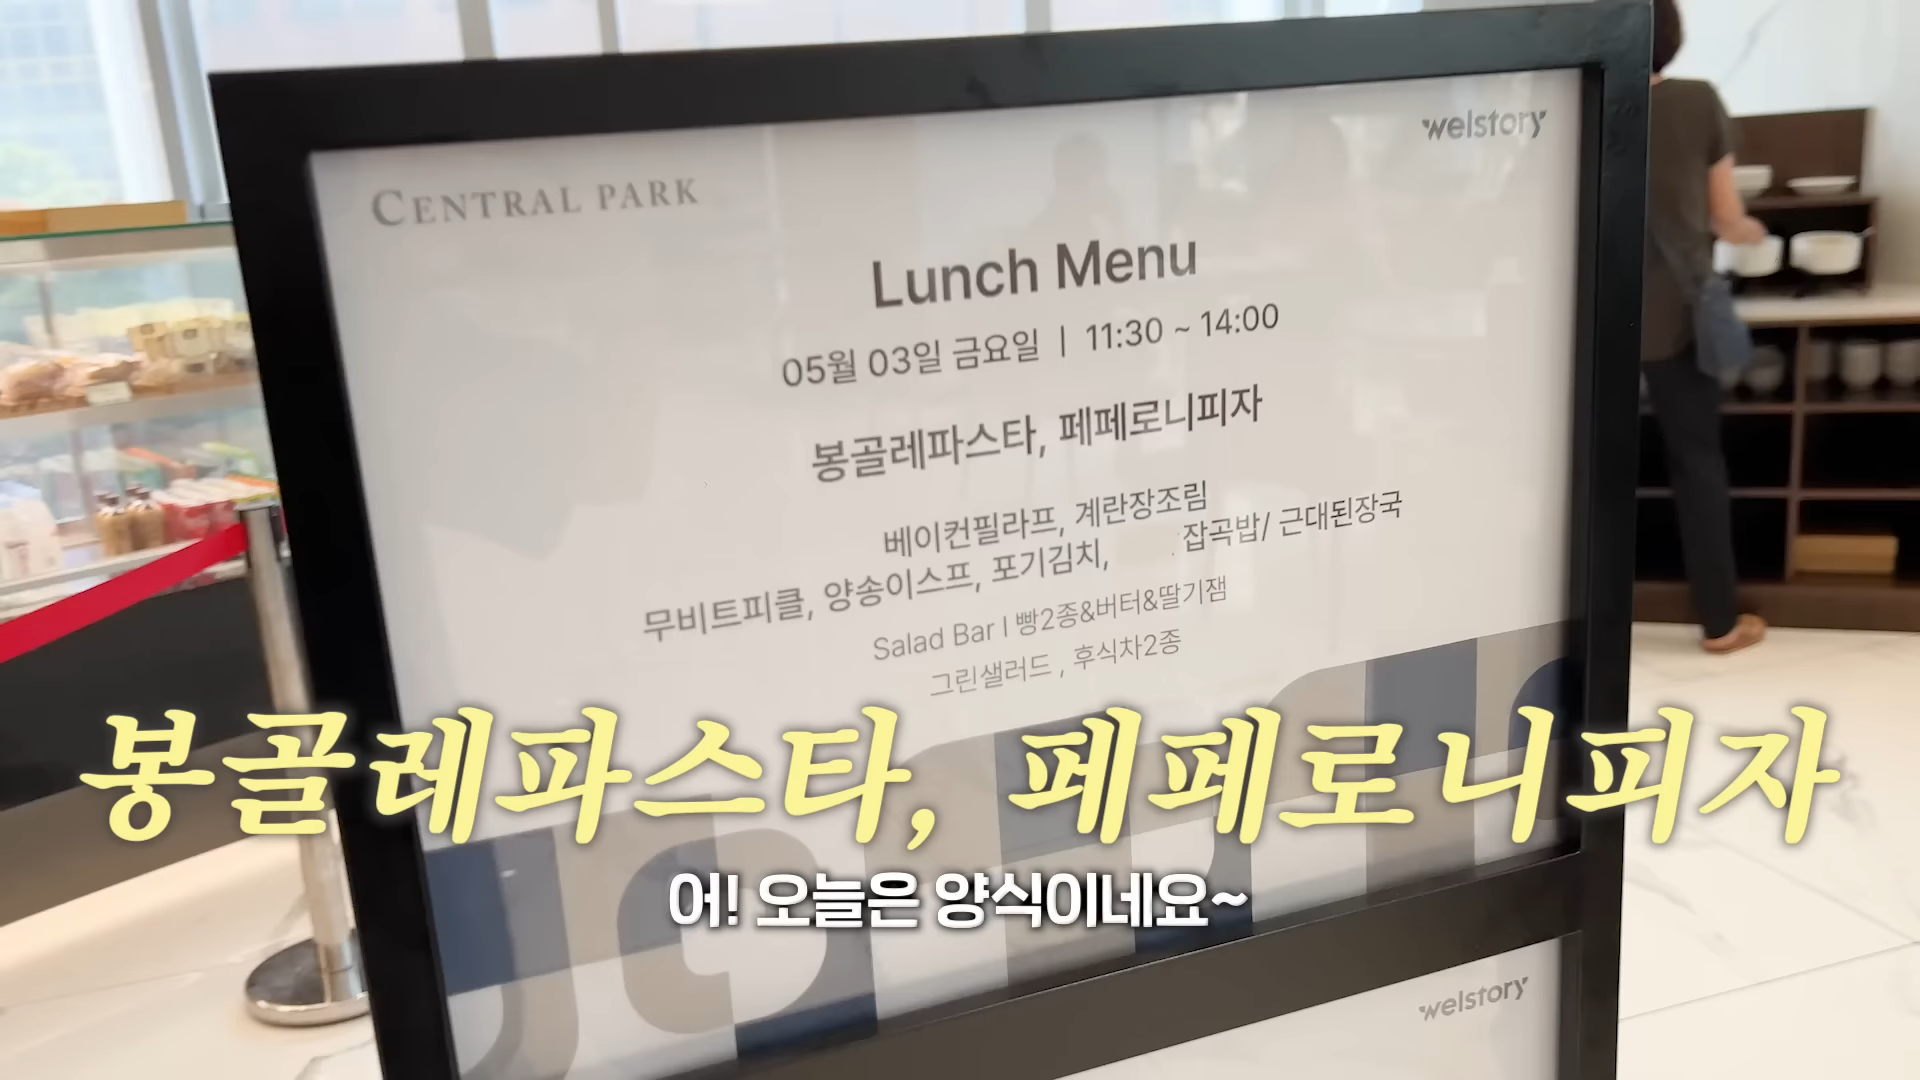 CENTRAL PARK
welstory
Lunch Menu
05월 03일 금요일 | 11:30 ~ 14:00
봉골레파스타, 페페로니피자
베이컨필라프, 계란장조림
무비트피클, 양송이스프, 포기김치, 잡곡밥/ 근대된장국
Salad Bar | 빵2종&버터&딸기잼
그린샐러드 , 후식차2종
봉골레파스타, 페페로니피자
어! 오늘은 양식이네요~
welstory